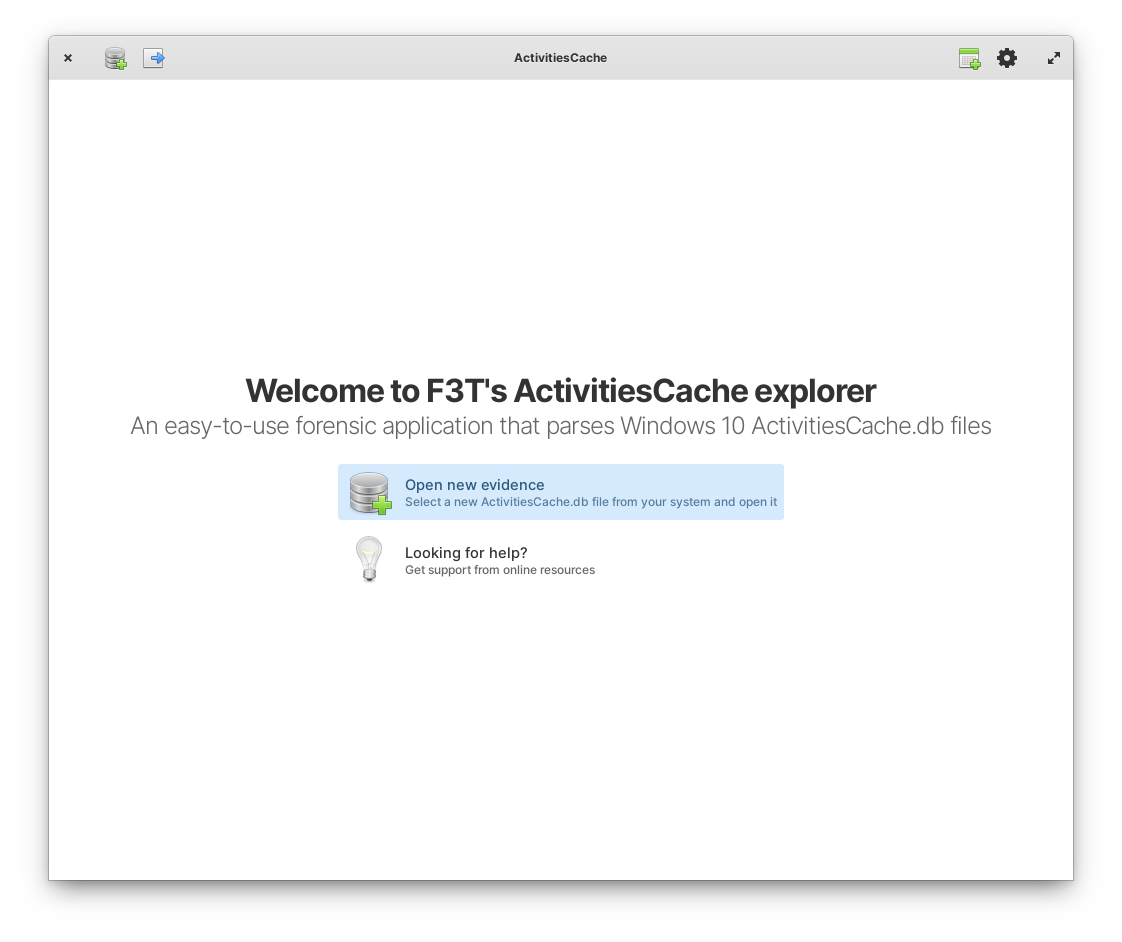 ActivitiesCache
Welcome to F3T's ActivitiesCache explorer
An easy-to-use forensic application that parses Windows 10 ActivitiesCache.db files
Open new evidence
Select a new ActivitiesCache.db file from your system and open it
Looking for help?
Get support from online resources